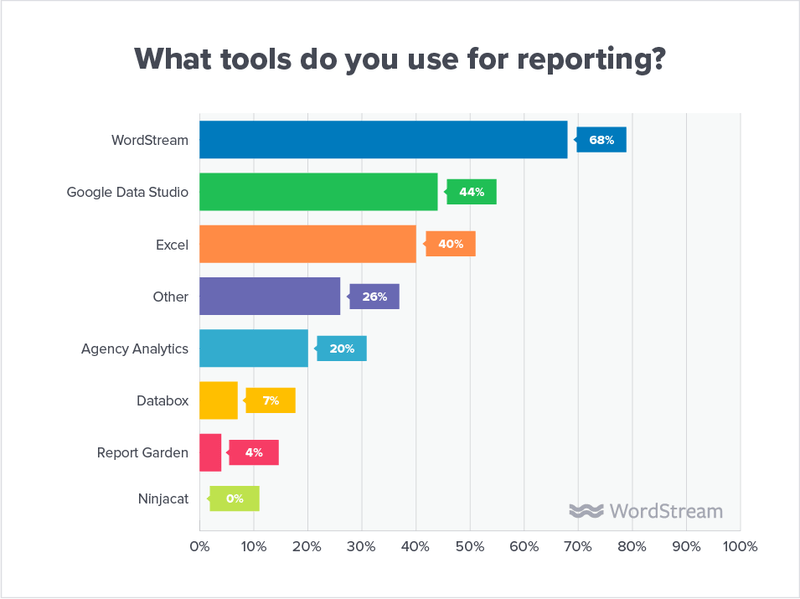 What tools do you use for reporting?
WordStream 68%
Google Data Studio 44%
Excel 40%
Other 26%
Agency Analytics 20%
Databox 7%
Report Garden 4%
Ninjacat 0%
WordStream
0% 10% 20% 30% 40% 50% 60% 70% 80% 90% 100%